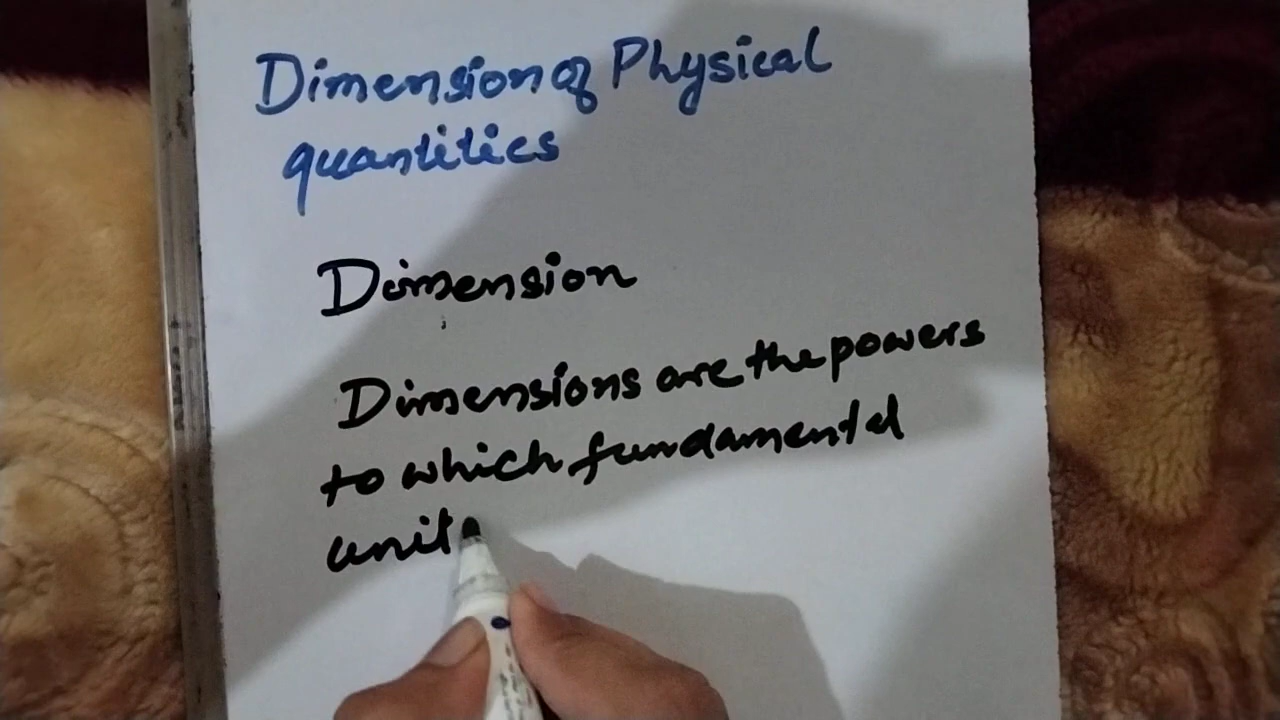 Dimension of Physical
quantities
Dimension
Dimensions are the powers
to which fundamental
unit